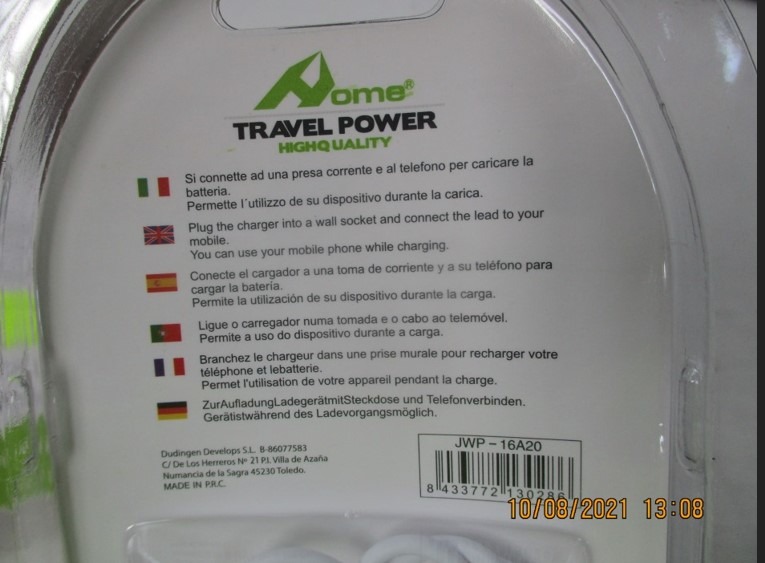 Home®
TRAVEL POWER
HIGHQUALITY
Si connette ad una presa corrente e al telefono per caricare la
batteria.
Permette l´utilizzo de su dispositivo durante la carica.
Plug the charger into a wall socket and connect the lead to your
mobile.
You can use your mobile phone while charging.
Conecte el cargador a una toma de corriente y a su teléfono para
cargar la batería.
Permite la utilización de su dispositivo durante la carga.
Ligue o carregador numa tomada e o cabo ao telemóvel.
Permite a uso do dispositivo durante a carga.
Branchez le chargeur dans une prise murale pour recharger votre
téléphone et lebatterie.
Permet l'utilisation de votre appareil pendant la charge.
ZurAufladungLadegerätmitSteckdose und Telefonverbinden.
Gerätistwährend des Ladevorgangsmöglich.
Dudingen Develops S.L. B-86077583
C/ De Los Herreros Nº 21 P.I. Villa de Azaña
Numancia de la Sagra 45230 Toledo.
MADE IN P.R.C.
JWP-16A20
8 433772 130286
10/08/2021 13:08